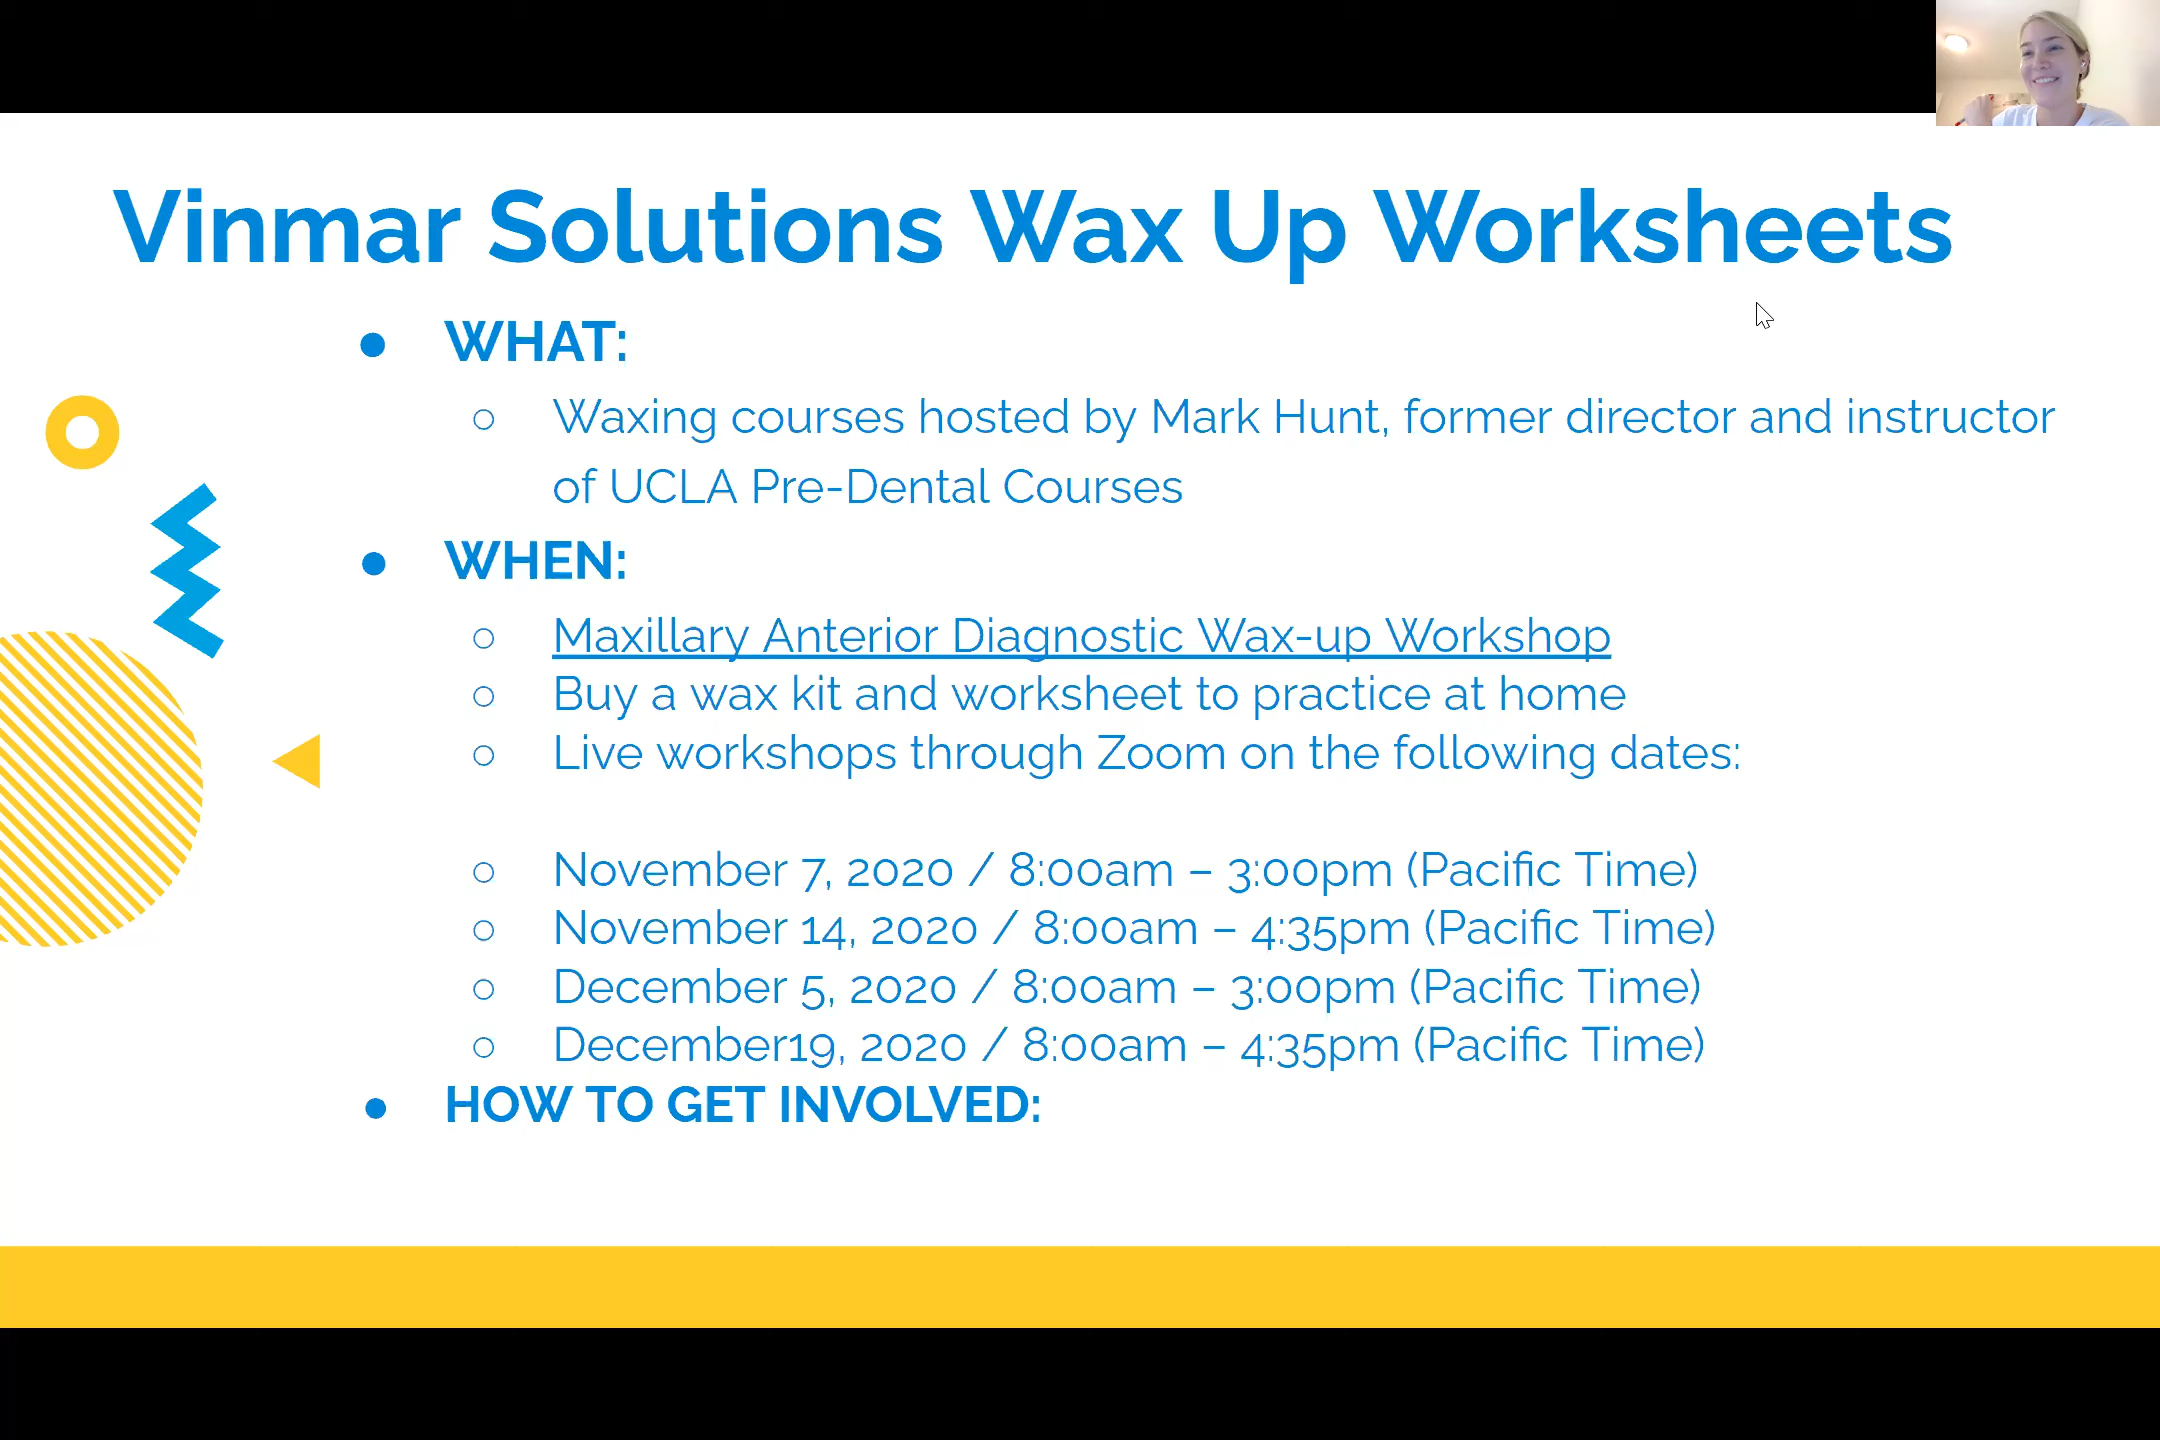 Vinmar Solutions Wax Up Worksheets
● WHAT:
○ Waxing courses hosted by Mark Hunt, former director and instructor
of UCLA Pre-Dental Courses
● WHEN:
○ Maxillary Anterior Diagnostic Wax-up Workshop
○ Buy a wax kit and worksheet to practice at home
○ Live workshops through Zoom on the following dates:
○ November 7, 2020 / 8:00am – 3:00pm (Pacific Time)
○ November 14, 2020 / 8:00am – 4:35pm (Pacific Time)
○ December 5, 2020 / 8:00am – 3:00pm (Pacific Time)
○ December19, 2020 / 8:00am – 4:35pm (Pacific Time)
● HOW TO GET INVOLVED: